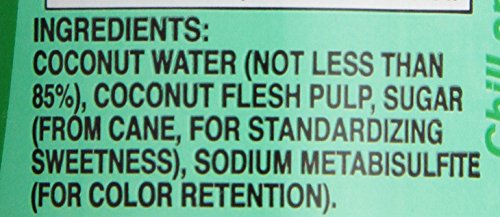 INGREDIENTS:
COCONUT WATER (NOT LESS THAN
85%), COCONUT FLESH PULP, SUGAR
(FROM CANE, FOR STANDARDIZING
SWEETNESS), SODIUM METABISULFITE
(FOR COLOR RETENTION).
Chill